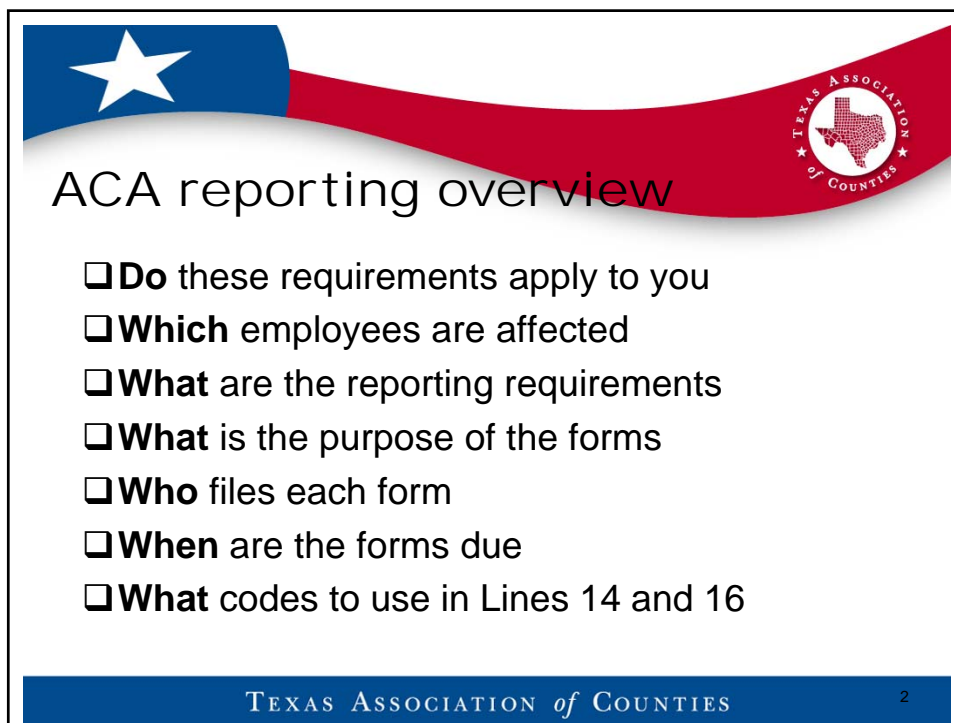 TEXAS ASSOCIATION
of COUNTIES
ACA reporting overview
❑Do these requirements apply to you
❑Which employees are affected
❑What are the reporting requirements
❑What is the purpose of the forms
❑Who files each form
❑When are the forms due
❑What codes to use in Lines 14 and 16
TEXAS ASSOCIATION of COUNTIES
2